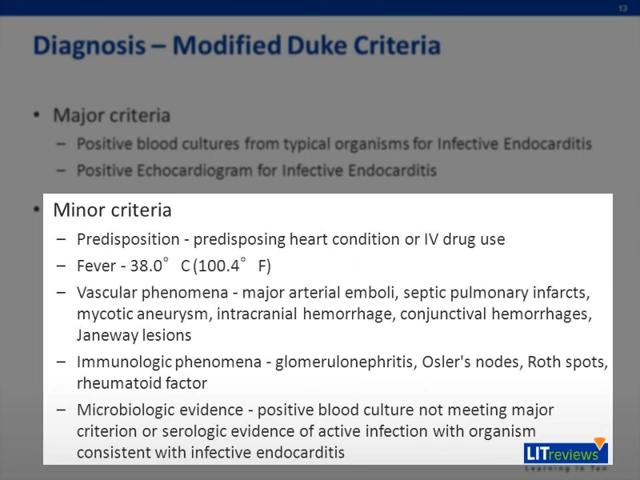 13
Diagnosis – Modified Duke Criteria
• Major criteria
– Positive blood cultures from typical organisms for Infective Endocarditis
– Positive Echocardiogram for Infective Endocarditis
• Minor criteria
– Predisposition - predisposing heart condition or IV drug use
– Fever - 38.0° C (100.4° F)
– Vascular phenomena - major arterial emboli, septic pulmonary infarcts,
mycotic aneurysm, intracranial hemorrhage, conjunctival hemorrhages,
Janeway lesions
– Immunologic phenomena - glomerulonephritis, Osler's nodes, Roth spots,
rheumatoid factor
– Microbiologic evidence - positive blood culture not meeting major
criterion or serologic evidence of active infection with organism
consistent with infective endocarditis
LITreviews
Learning In Ten